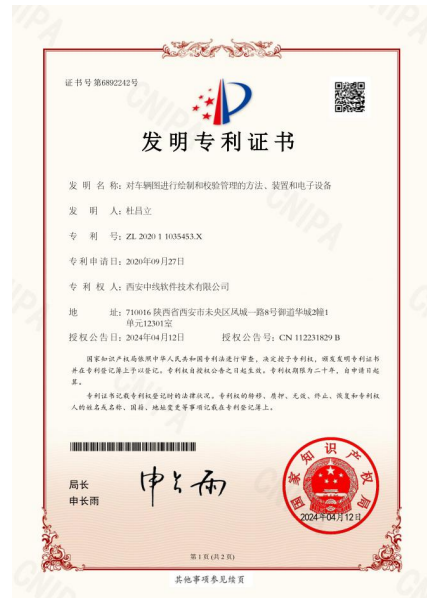 证书号第6892242号
发明专利证书
发明名称：对车辆图进行绘制和校验管理的方法、装置和电子设备
发明人：杜昌立
专利号：ZL 2020 1 1035453.X
专利申请日：2020年09月27日
专利权人：西安中线软件技术有限公司
地址：710016 陕西省西安市未央区凤城一路8号御道华城2幢1
单元12301室
授权公告日：2024年04月12日 授权公告号：CN 112231829 B
国家知识产权局依照中华人民共和国专利法进行审查，决定授予专利权，颁发发明专利证书
并在专利登记簿上予以登记。专利权自授权公告之日起生效。专利权期限为二十年，自申请日起
算。
专利证书记载专利权登记时的法律状况。专利权的转移、质押、无效、终止、恢复和专利权
人的姓名或名称、国籍、地址变更等事项记载在专利登记簿上。
局长
申长雨
申长雨
国家知识产权局
2024年04月12日
第 1 页 (共 2 页)
其他事项参见续页
CNIPA
CNIPA
CNIPA
CNIPA
CNIPA